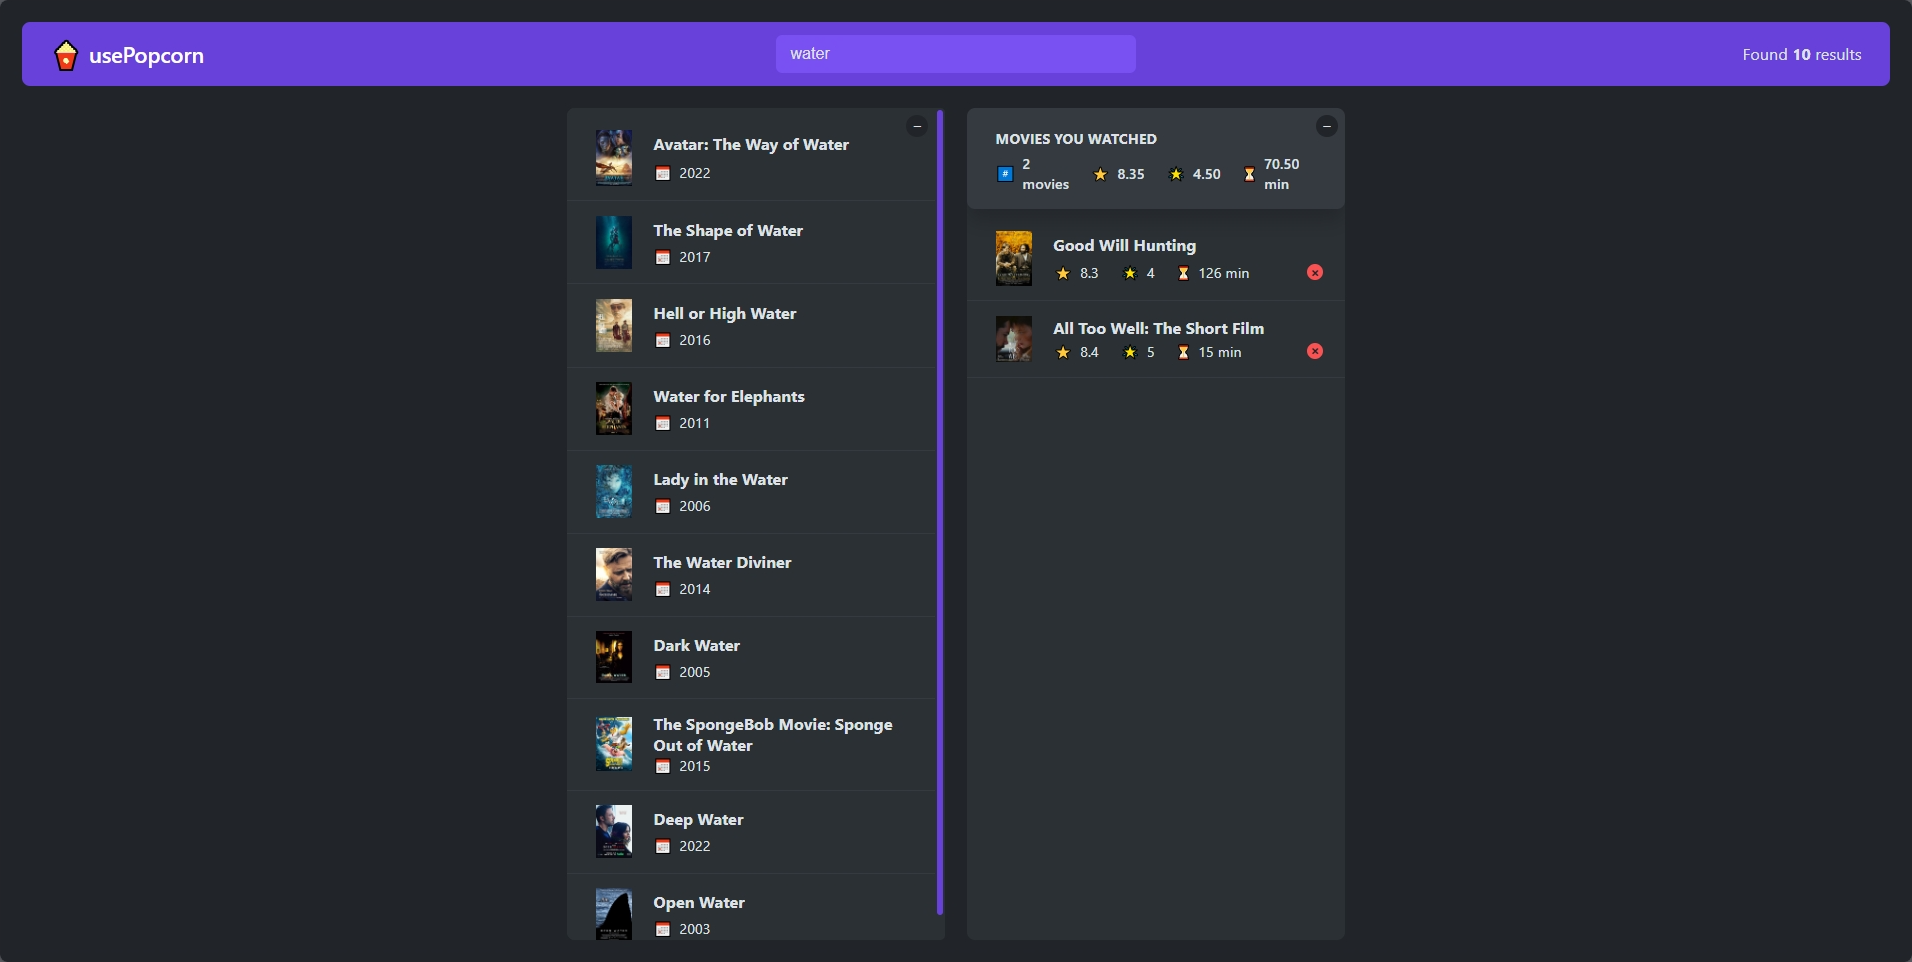 usePopcorn
water
Found 10 results
Avatar: The Way of Water
2022
The Shape of Water
2017
Hell or High Water
2016
Water for Elephants
2011
Lady in the Water
2006
The Water Diviner
2014
Dark Water
2005
The SpongeBob Movie: Sponge
Out of Water
2015
Deep Water
2022
Open Water
2003
MOVIES YOU WATCHED
# 2
movies
8.35
4.50
70.50
min
Good Will Hunting
8.3 4 126 min
All Too Well: The Short Film
8.4 5 15 min